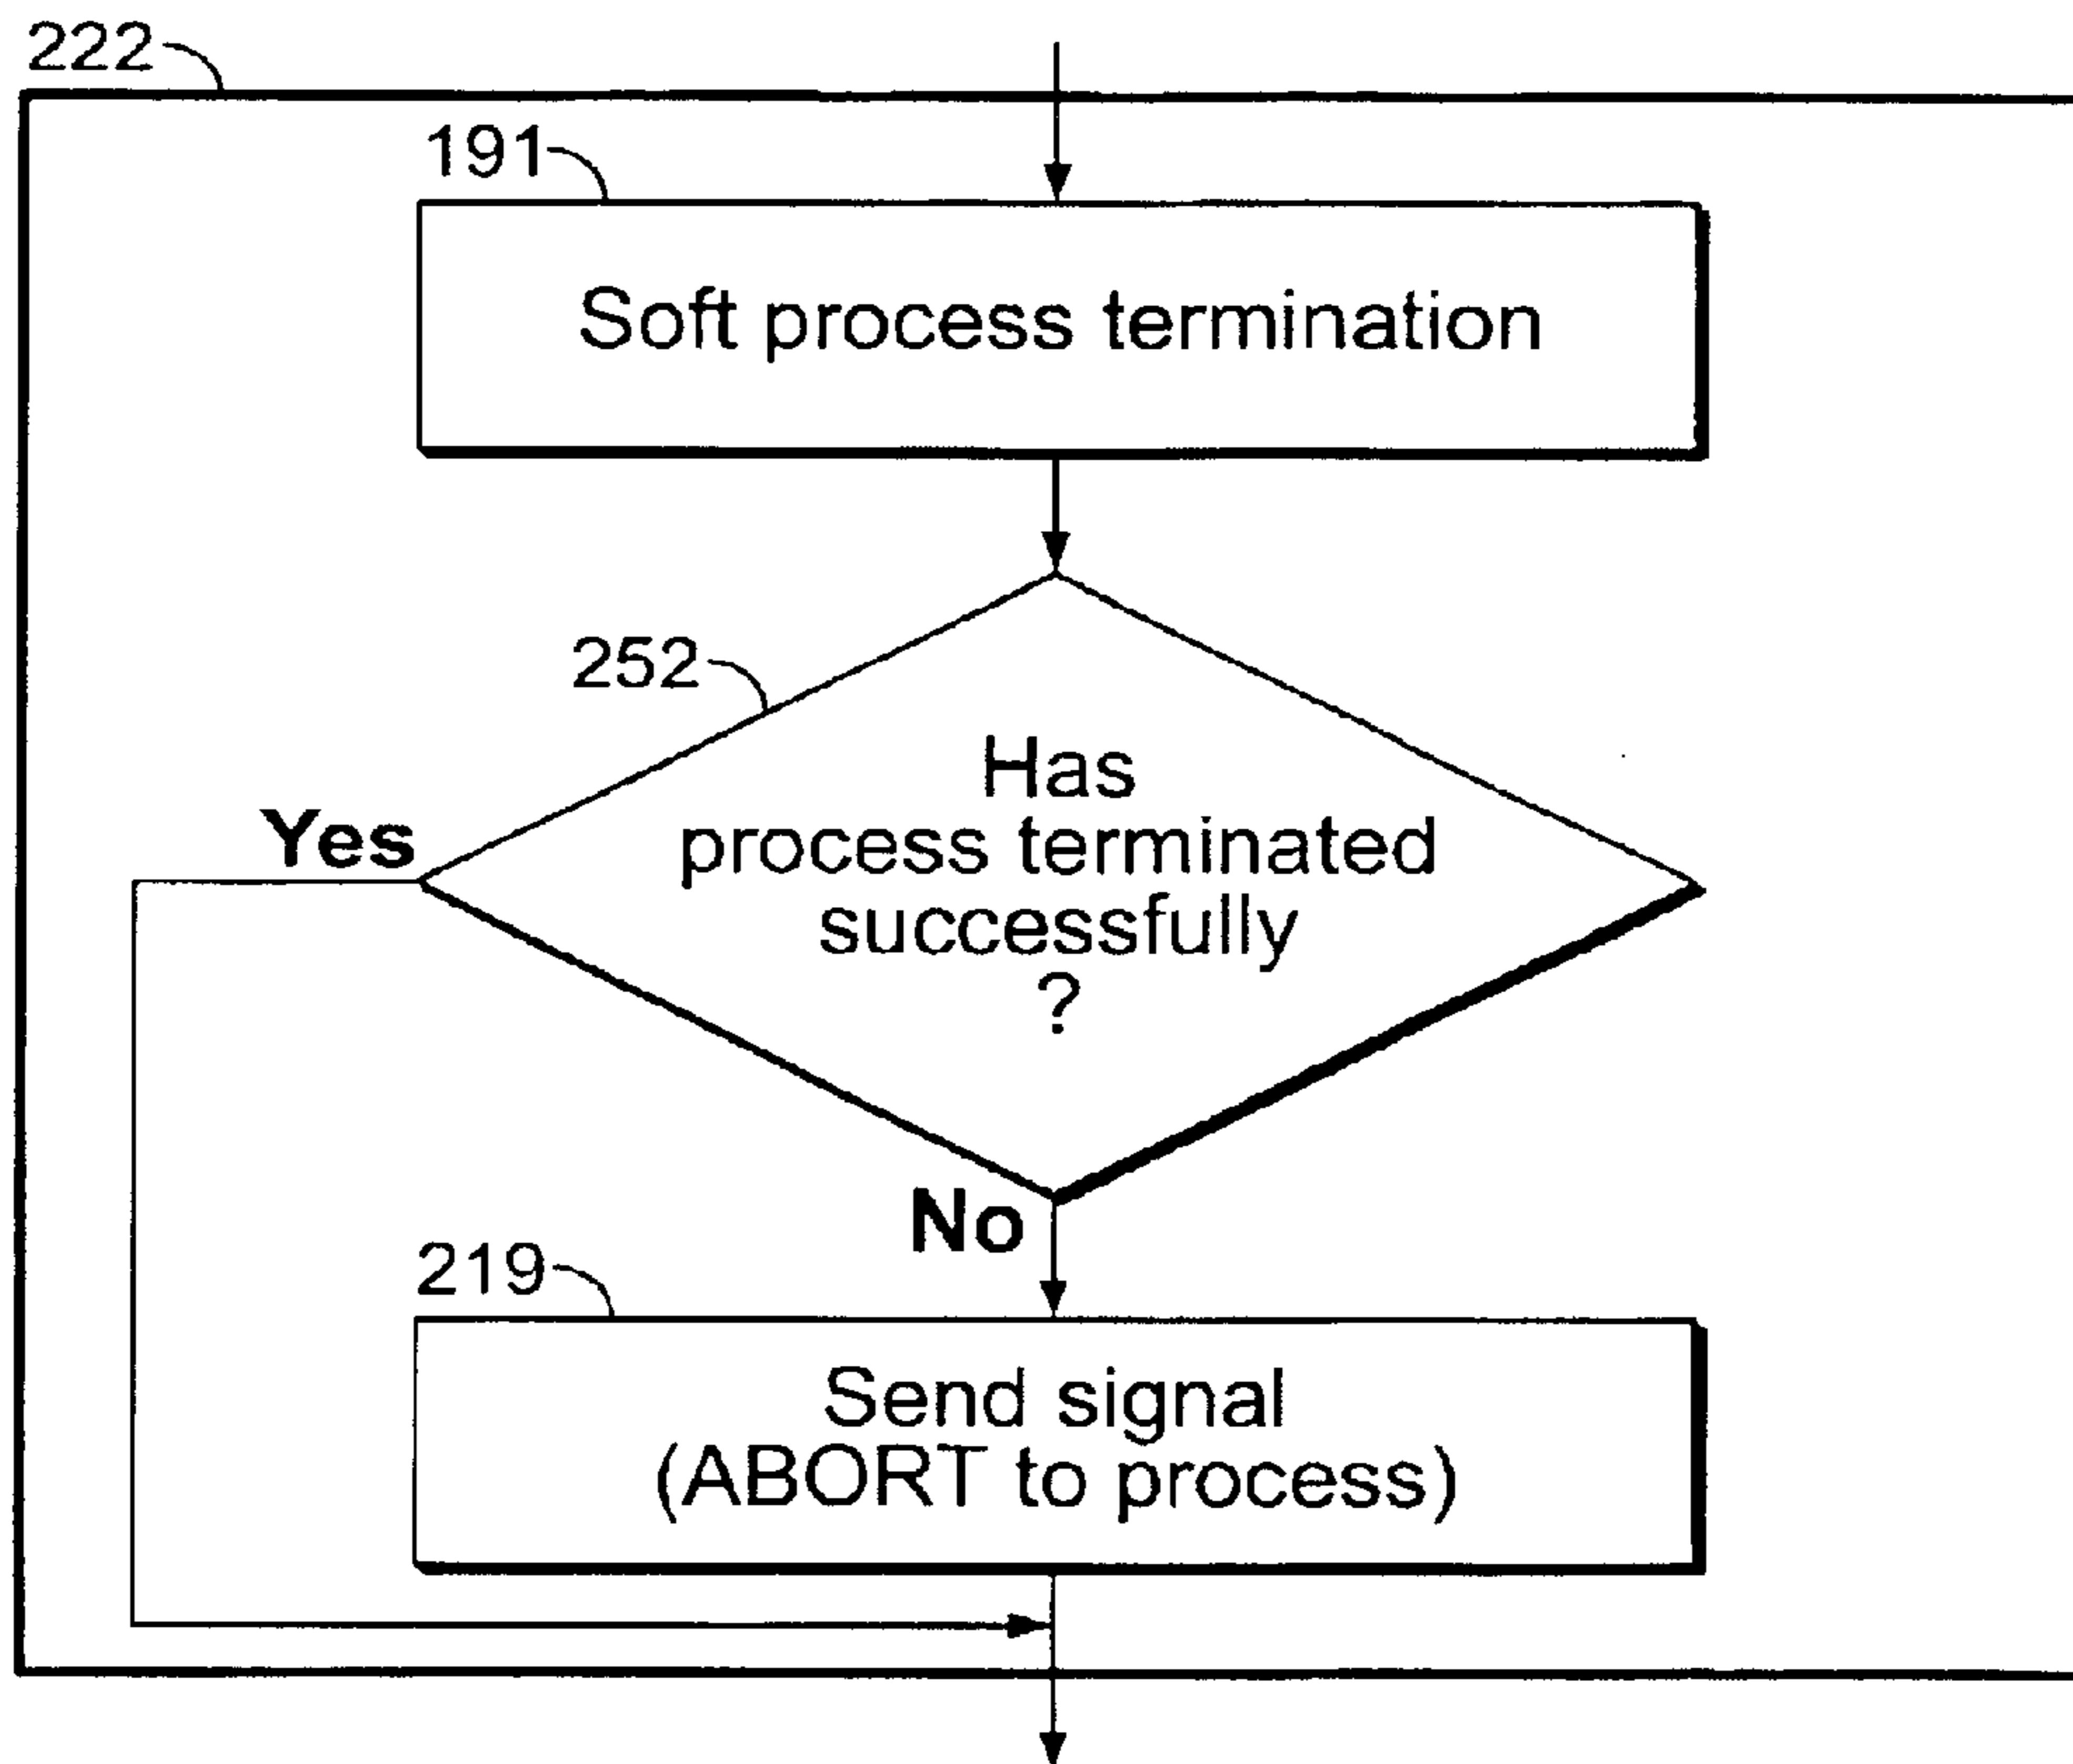 222
191
Soft process termination
252
Has
process terminated
successfully
?
Yes
No
219
Send signal
(ABORT to process)